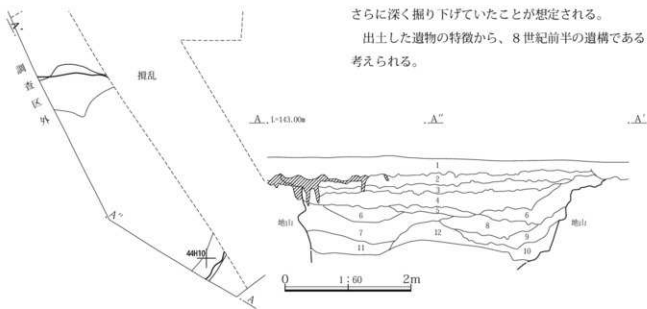 さらに深く掘り下げていたことが想定される。
　出土した遺物の特徴から、８世紀前半の遺構である
考えられる。
A'
調査区外
攪乱
A"
44H10
A
A L=143.00m
A"
A'
1
2
3
4
5
6
6
7
8
9
10
11
12
地山
地山
0 1:60 2m